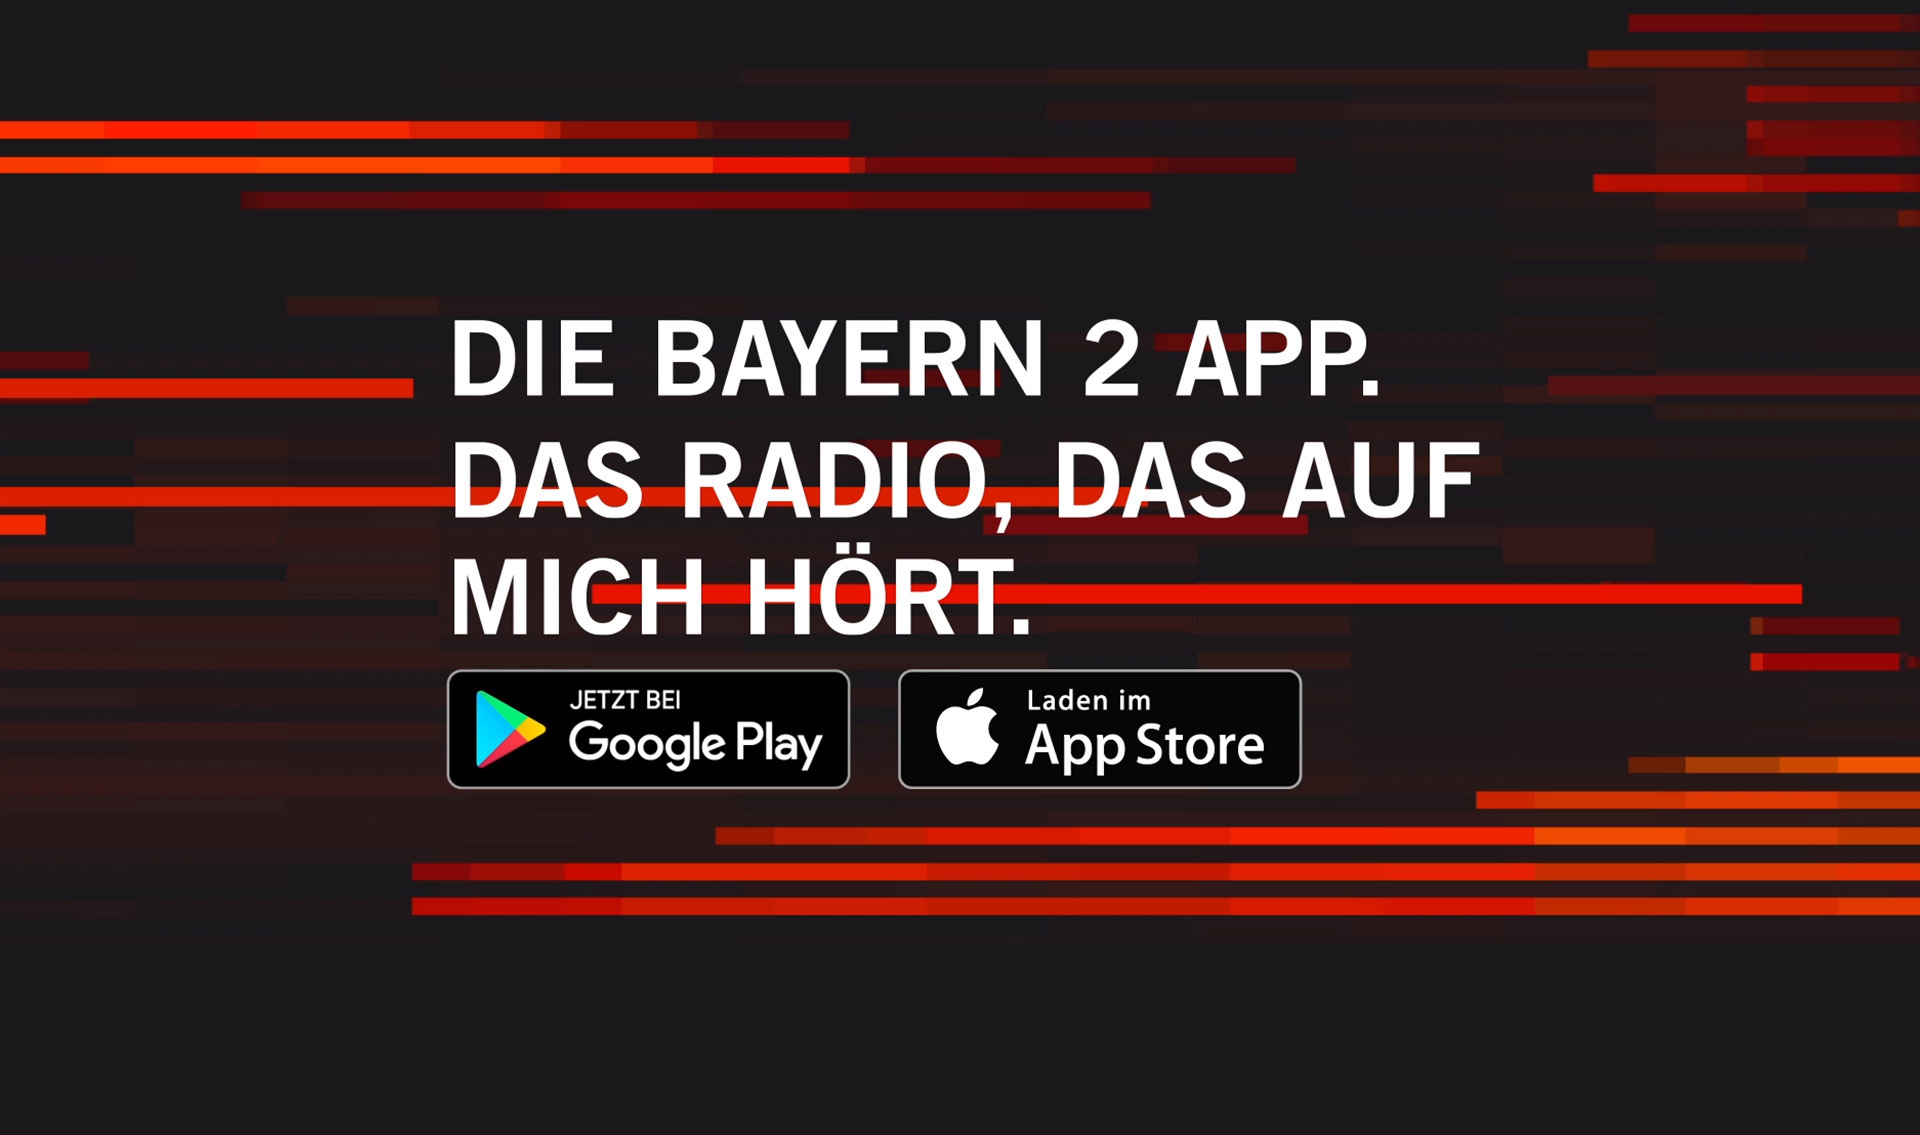 DIE BAYERN 2 APP.
DAS RADIO, DAS AUF
MICH HÖRT.
JETZT BEI
Google Play
Laden im
App Store